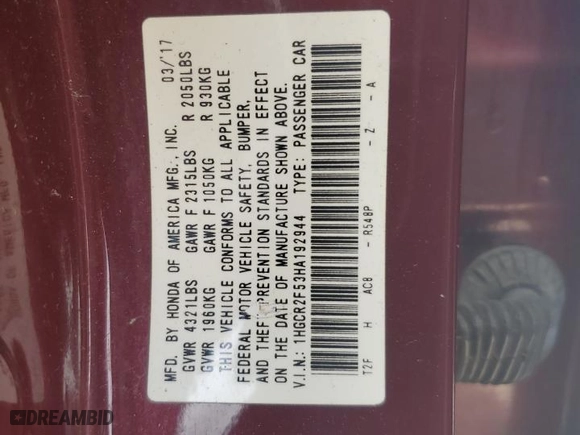 MFD. BY HONDA OF AMERICA MFG., INC. 03/'17
GVWR 4321LBS GAWR F 2315LBS R 2050LBS
GVWR 1960KG GAWR F 1050KG R 930KG
THIS VEHICLE CONFORMS TO ALL APPLICABLE
FEDERAL MOTOR VEHICLE SAFETY, BUMPER,
AND THEFT PREVENTION STANDARDS IN EFFECT
ON THE DATE OF MANUFACTURE SHOWN ABOVE.
V.I.N.: 1HGCR2F53HA192944 TYPE: PASSENGER CAR
T2F H AC8 - R548P - Z - A
DREAMBID